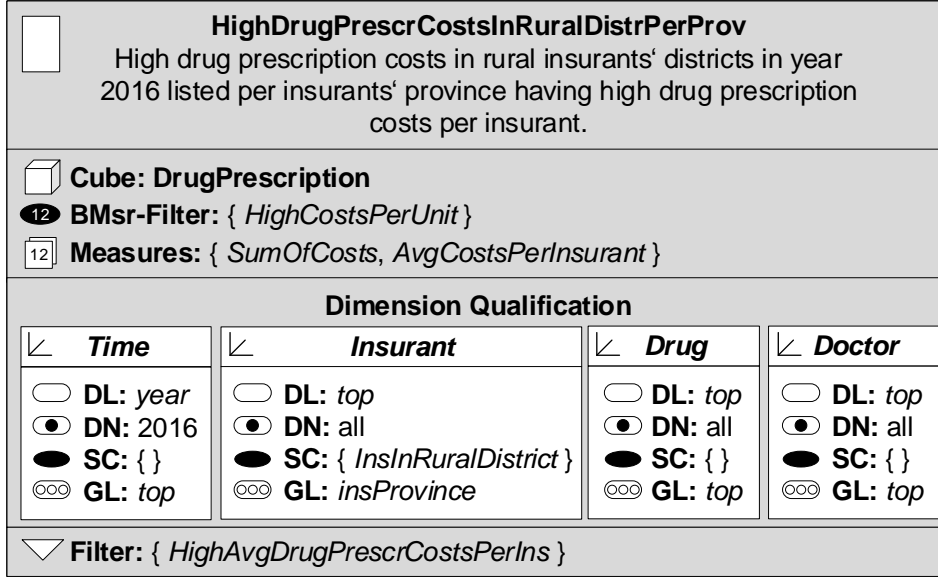 HighDrugPrescrCostsInRuralDistrPerProv
High drug prescription costs in rural insurants‘ districts in year
2016 listed per insurants‘ province having high drug prescription
costs per insurant.
Cube: DrugPrescription
12 BMsr-Filter: { HighCostsPerUnit }
12 Measures: { SumOfCosts, AvgCostsPerInsurant }
Dimension Qualification
Time
DL: year
DN: 2016
SC: { }
GL: top
Insurant
DL: top
DN: all
SC: { InsInRuralDistrict }
GL: insProvince
Drug
DL: top
DN: all
SC: { }
GL: top
Doctor
DL: top
DN: all
SC: { }
GL: top
Filter: { HighAvgDrugPrescrCostsPerIns }